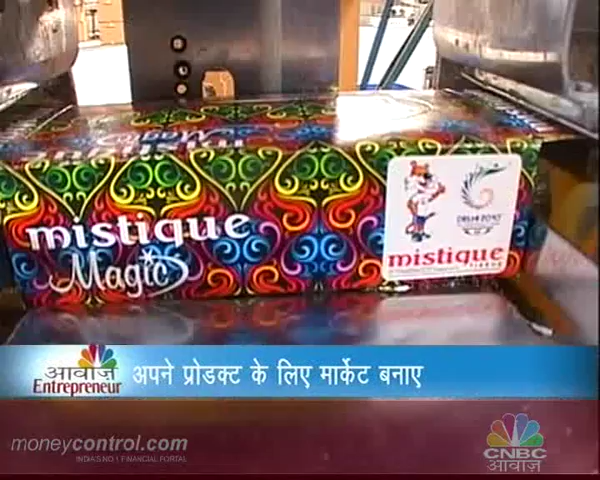 mistique
Magic
DELHI 2010
mistique
आवाज़
Entrepreneur
अपने प्रोडक्ट के लिए मार्केट बनाए
moneycontrol.com
INDIA'S NO.1 FINANCIAL PORTAL
CNBC
आवाज़